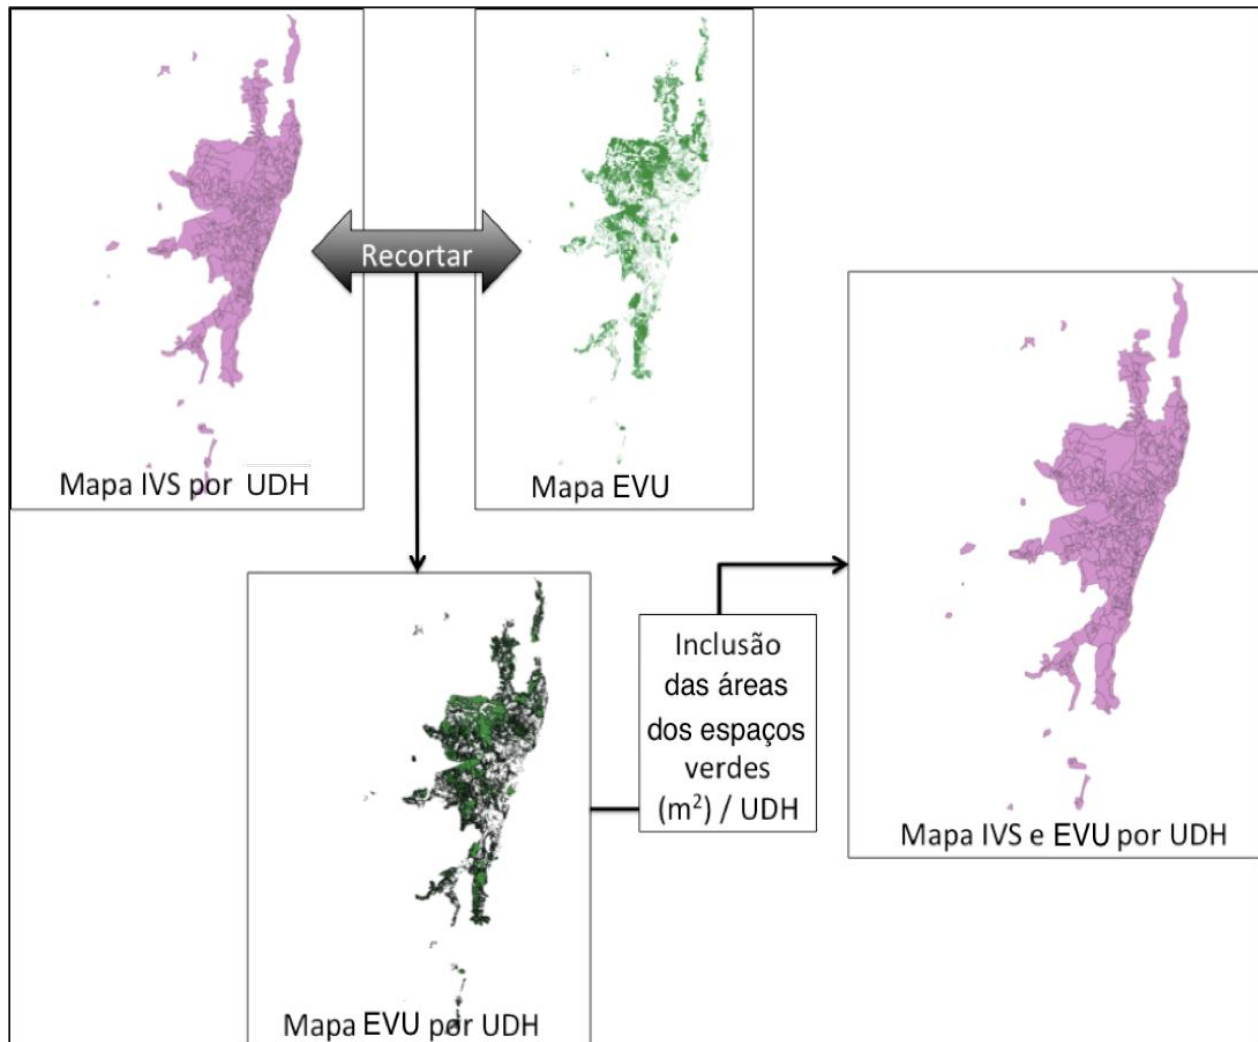 Recortar
Mapa IVS por UDH
Mapa EVU
Inclusão
das áreas
dos espaços
verdes
(m²) / UDH
Mapa IVS e EVU por UDH
Mapa EVU por UDH